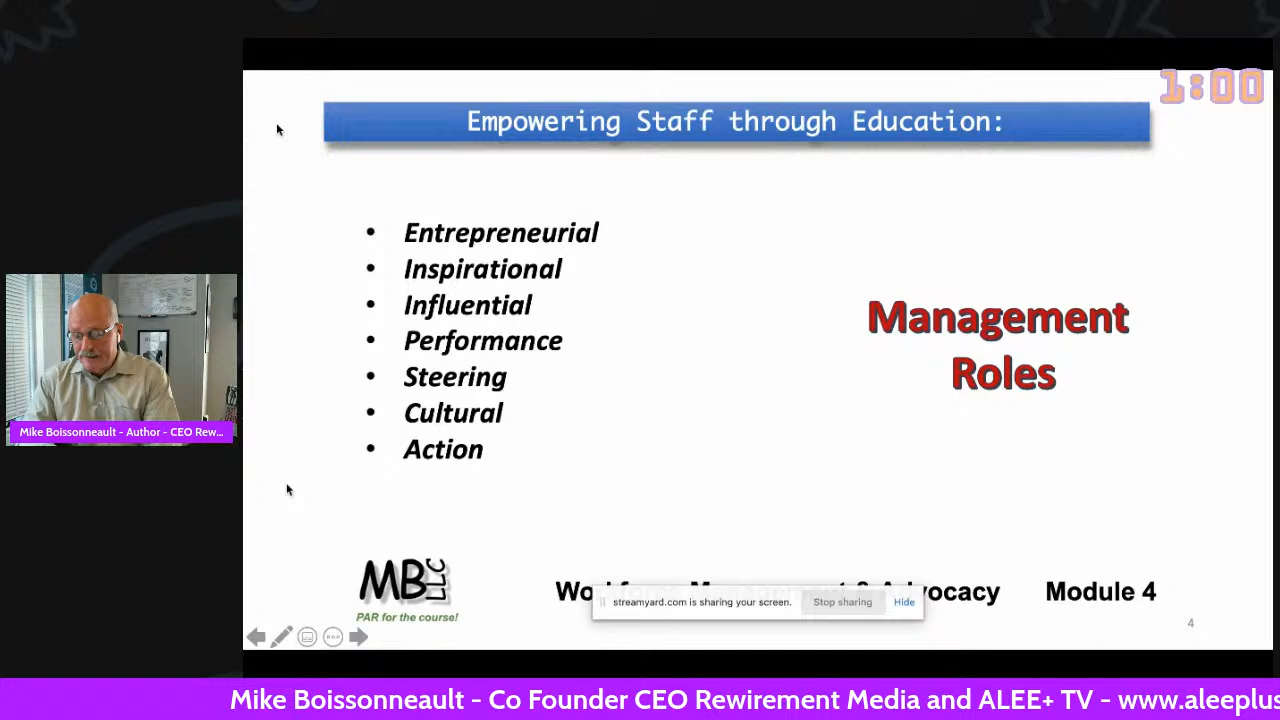 1:00
Empowering Staff through Education:
• Entrepreneurial
• Inspirational
• Influential
• Performance
• Steering
• Cultural
• Action
Management
Roles
Mike Boissonneault - Author - CEO Rew...
MB LLC
PAR for the course!
Advocacy Module 4
streamyard.com is sharing your screen. Stop sharing Hide
4
Mike Boissonneault - Co Founder CEO Rewirement Media and ALEE+ TV - www.aleeplus